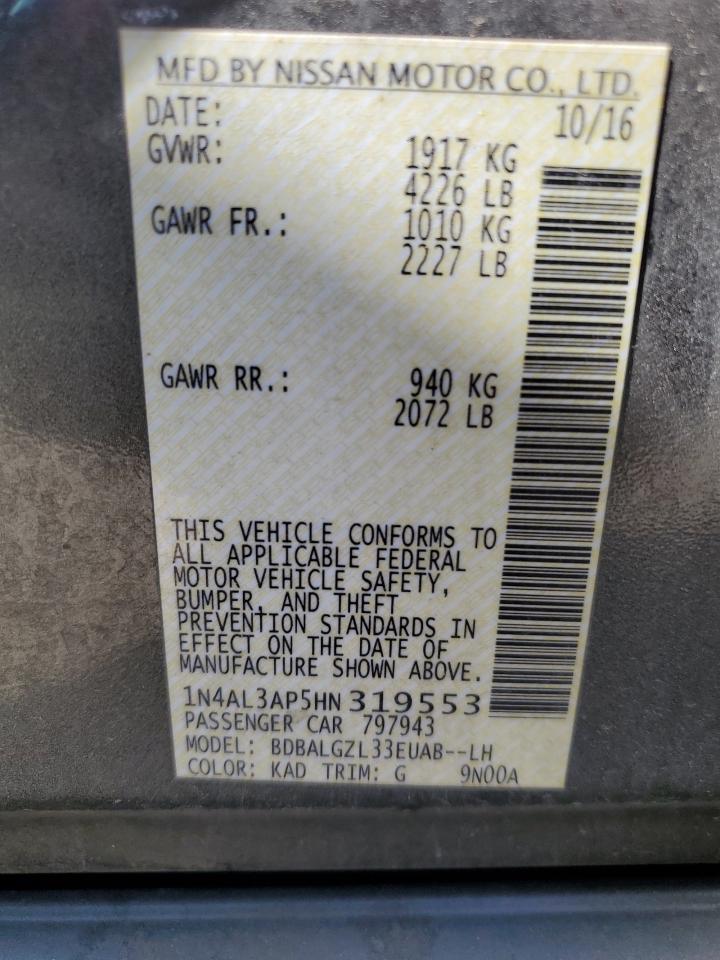 MFD BY NISSAN MOTOR CO., LTD.
DATE: 10/16
GVWR: 1917 KG
4226 LB
GAWR FR.: 1010 KG
2227 LB
GAWR RR.: 940 KG
2072 LB
THIS VEHICLE CONFORMS TO
ALL APPLICABLE FEDERAL
MOTOR VEHICLE SAFETY,
BUMPER, AND THEFT
PREVENTION STANDARDS IN
EFFECT ON THE DATE OF
MANUFACTURE SHOWN ABOVE.
1N4AL3AP5HN319553
PASSENGER CAR 797943
MODEL: BDBALGZL33EUAB--LH
COLOR: KAD TRIM: G 9N00A